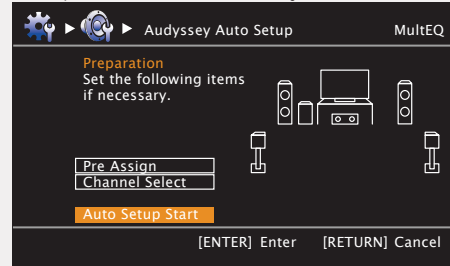 Audyssey Auto Setup MultEQ
Preparation
Set the following items
if necessary.
Pre Assign
Channel Select
Auto Setup Start
[ENTER] Enter [RETURN] Cancel